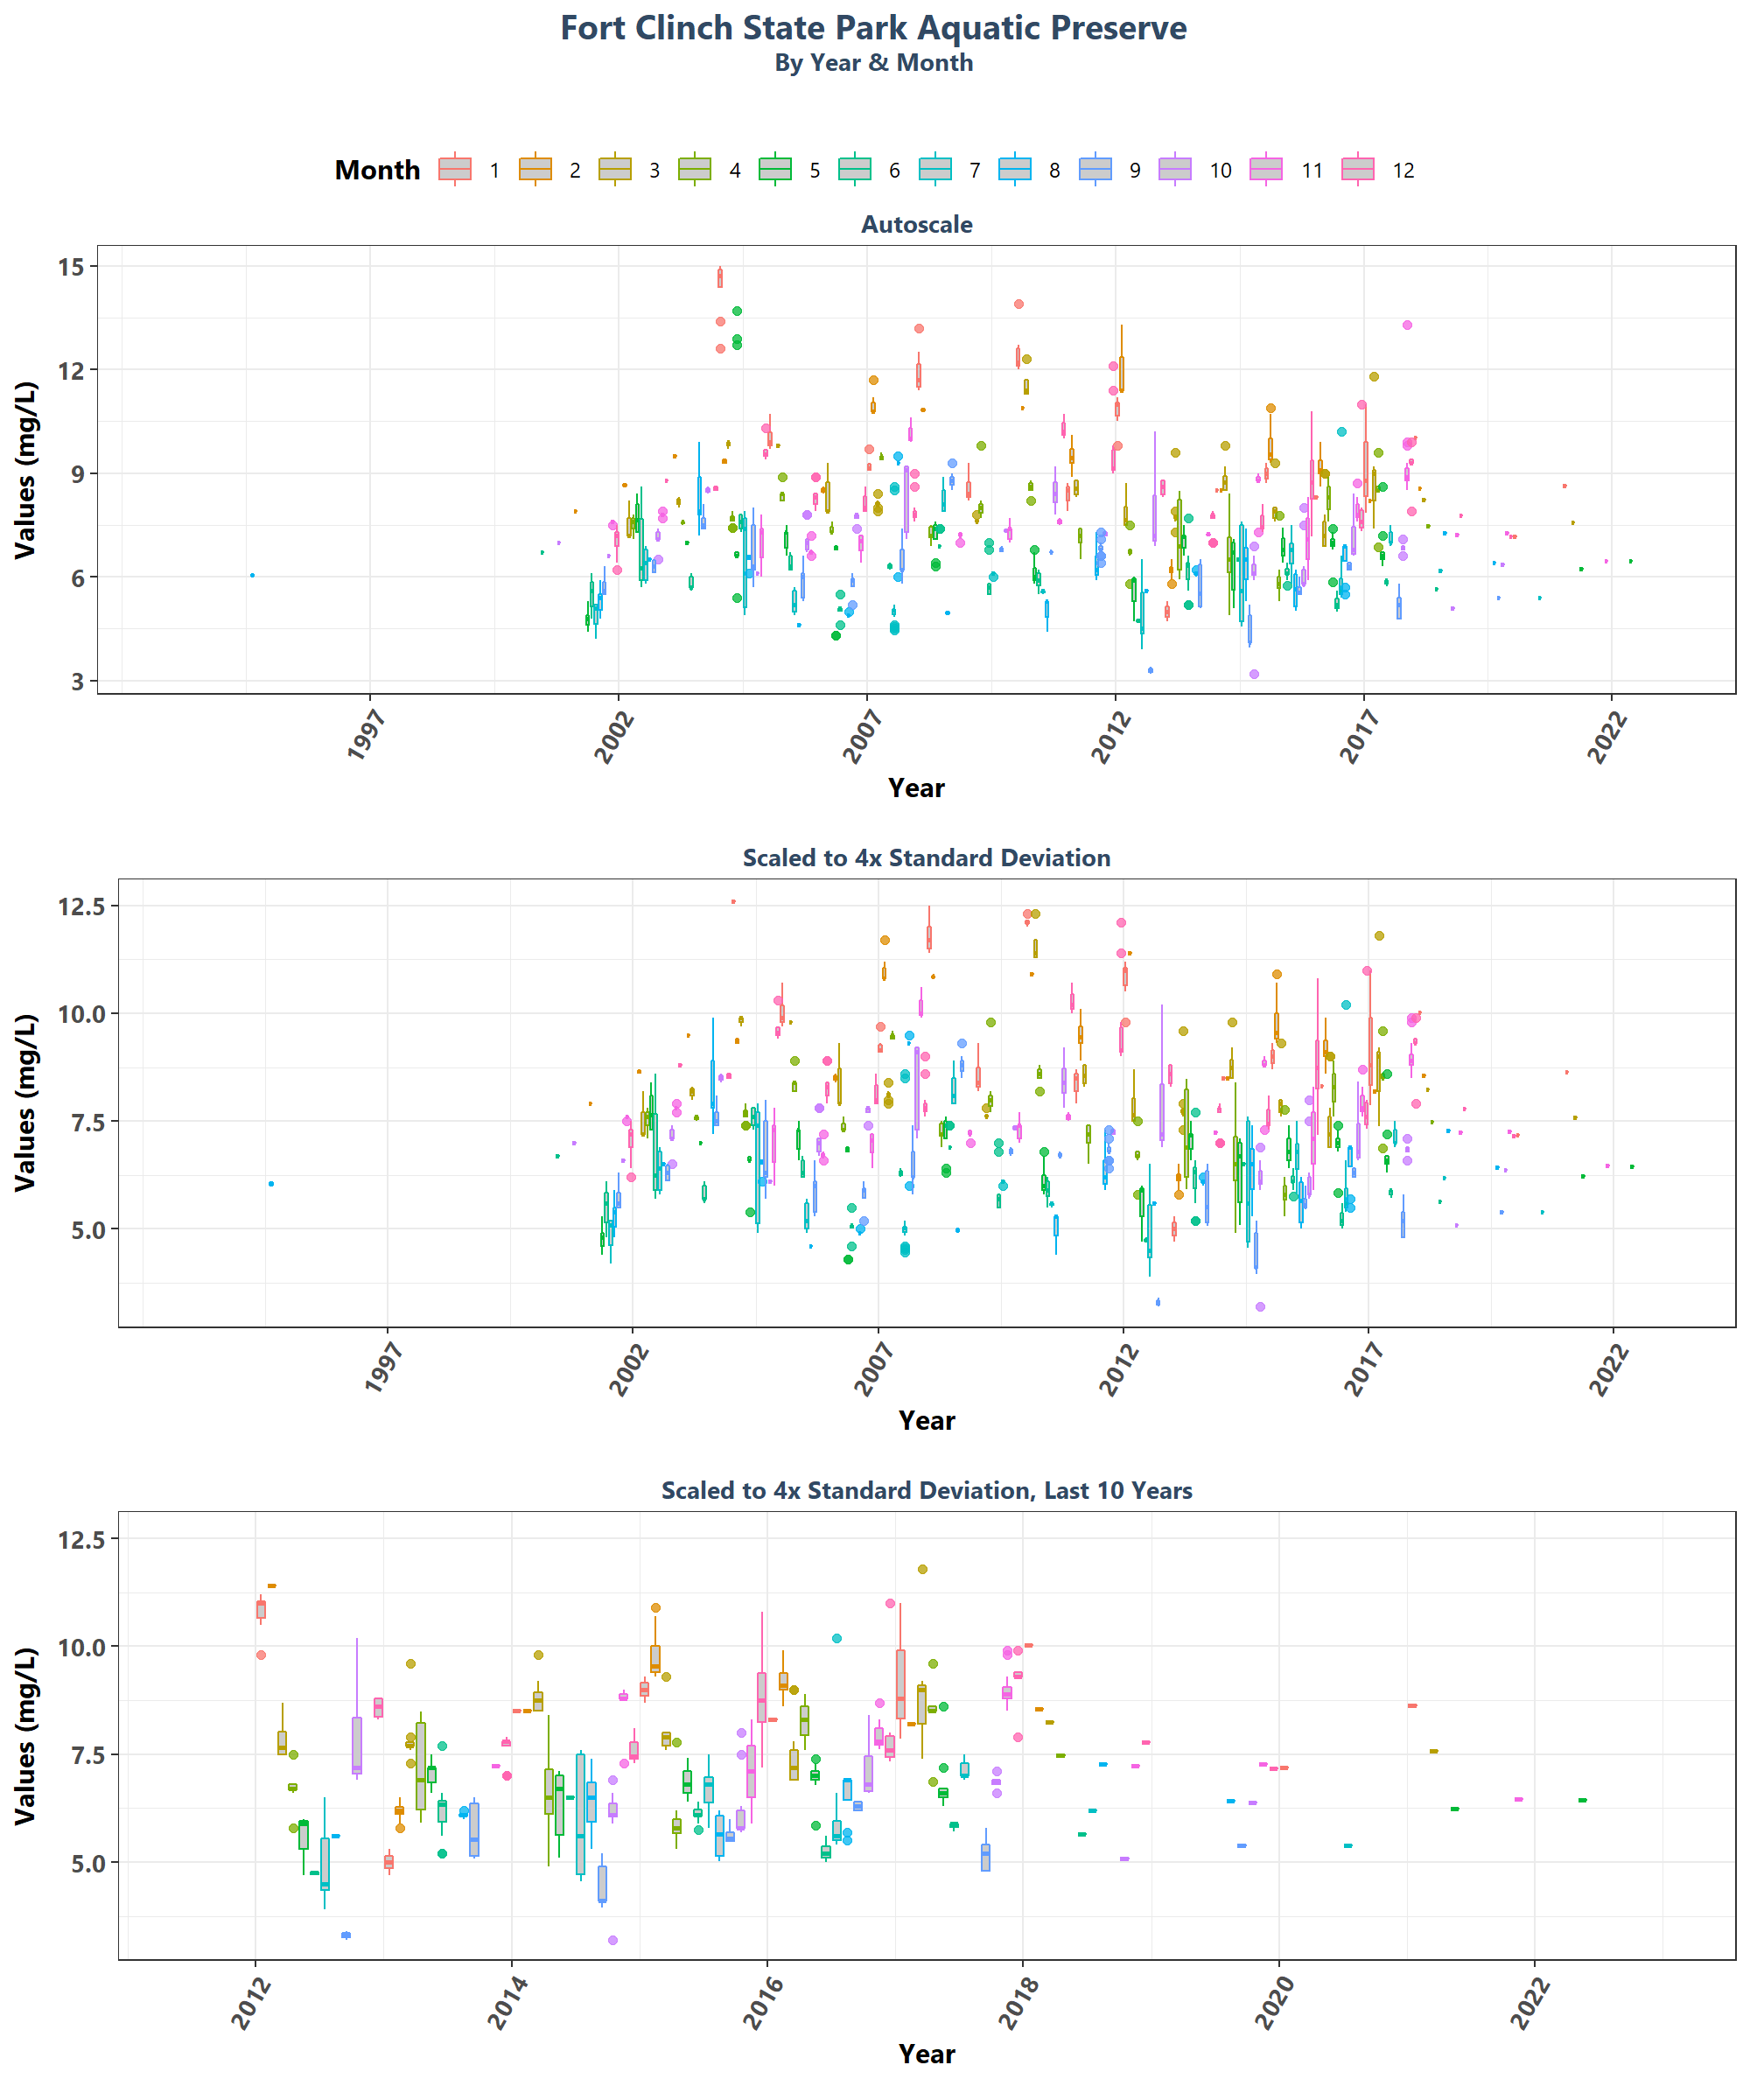 Fort Clinch State Park Aquatic Preserve
By Year & Month
Month 1 2 3 4 5 6 7 8 9 10 11 12
Autoscale
Values (mg/L)
15
12
9
6
3
1997 2002 2007 2012 2017 2022
Year
Scaled to 4x Standard Deviation
Values (mg/L)
12.5
10.0
7.5
5.0
1997 2002 2007 2012 2017 2022
Year
Scaled to 4x Standard Deviation, Last 10 Years
Values (mg/L)
12.5
10.0
7.5
5.0
2012 2014 2016 2018 2020 2022
Year